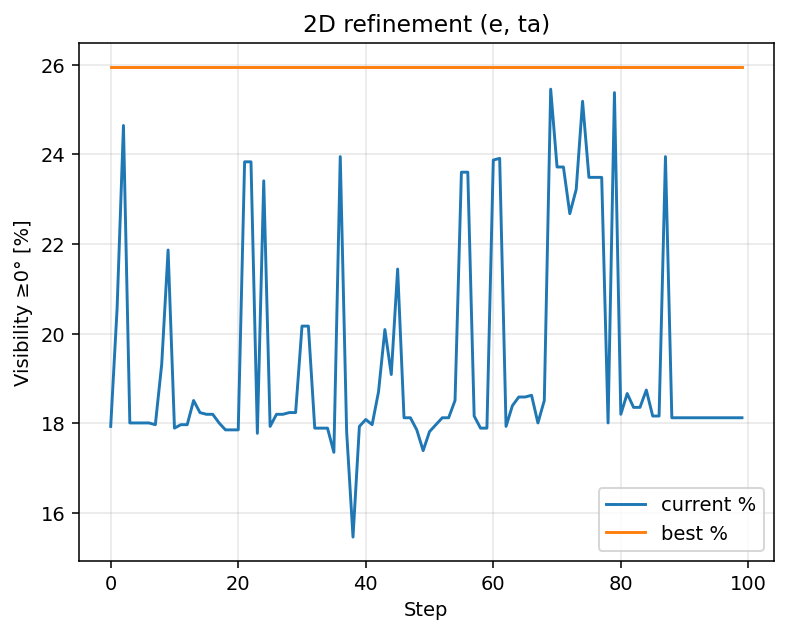 2D refinement (e, ta)
Visibility ≥0° [%]
26
24
22
20
18
16
0 20 40 60 80 100
Step
current %
best %